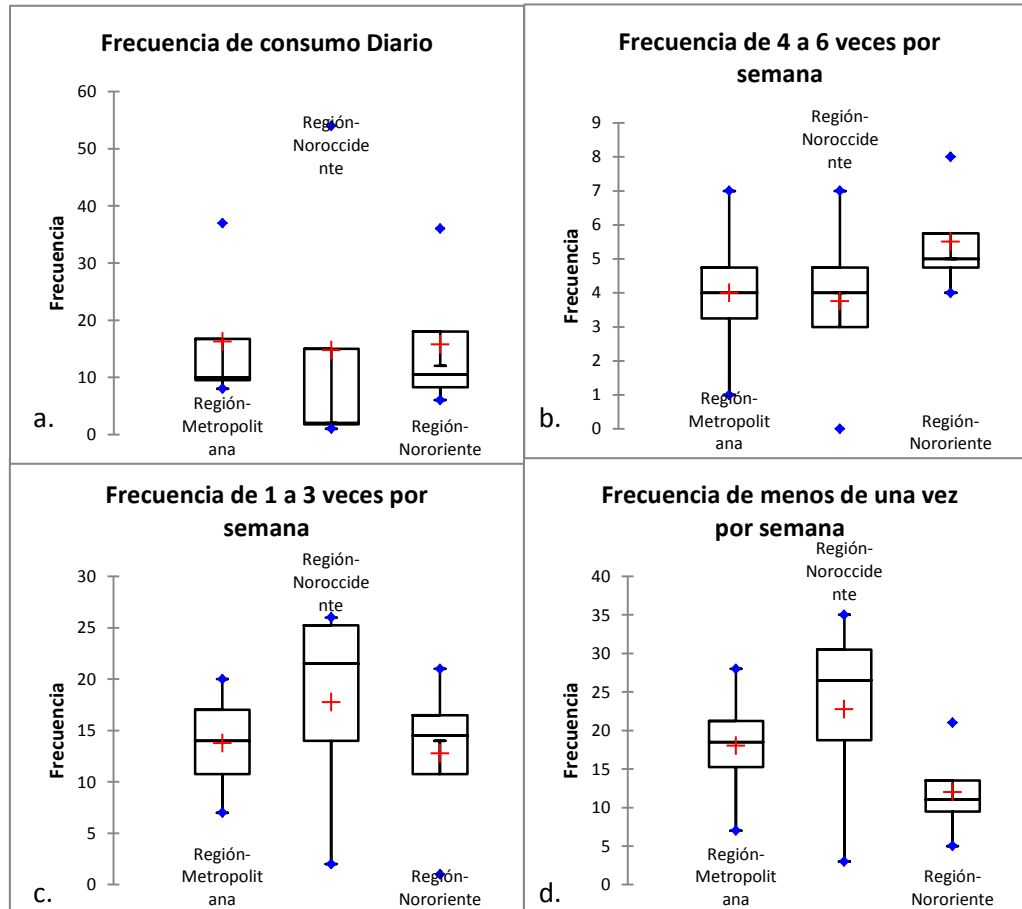 Frecuencia de consumo Diario
60
50
40
30
20
10
0
Frecuencia
Región-
Noroccide
nte
Región-
Metropolit
ana
Región-
Nororiente
a.
Frecuencia de 4 a 6 veces por
semana
9
8
7
6
5
4
3
2
1
0
Frecuencia
Región-
Noroccide
nte
Región-
Metropolit
ana
Región-
Nororiente
b.
Frecuencia de 1 a 3 veces por
semana
30
25
20
15
10
5
0
Frecuencia
Región-
Noroccide
nte
Región-
Metropolit
ana
Región-
Nororiente
c.
Frecuencia de menos de una vez
por semana
40
35
30
25
20
15
10
5
0
Frecuencia
Región-
Noroccide
nte
Región-
Metropolit
ana
Región-
Nororiente
d.